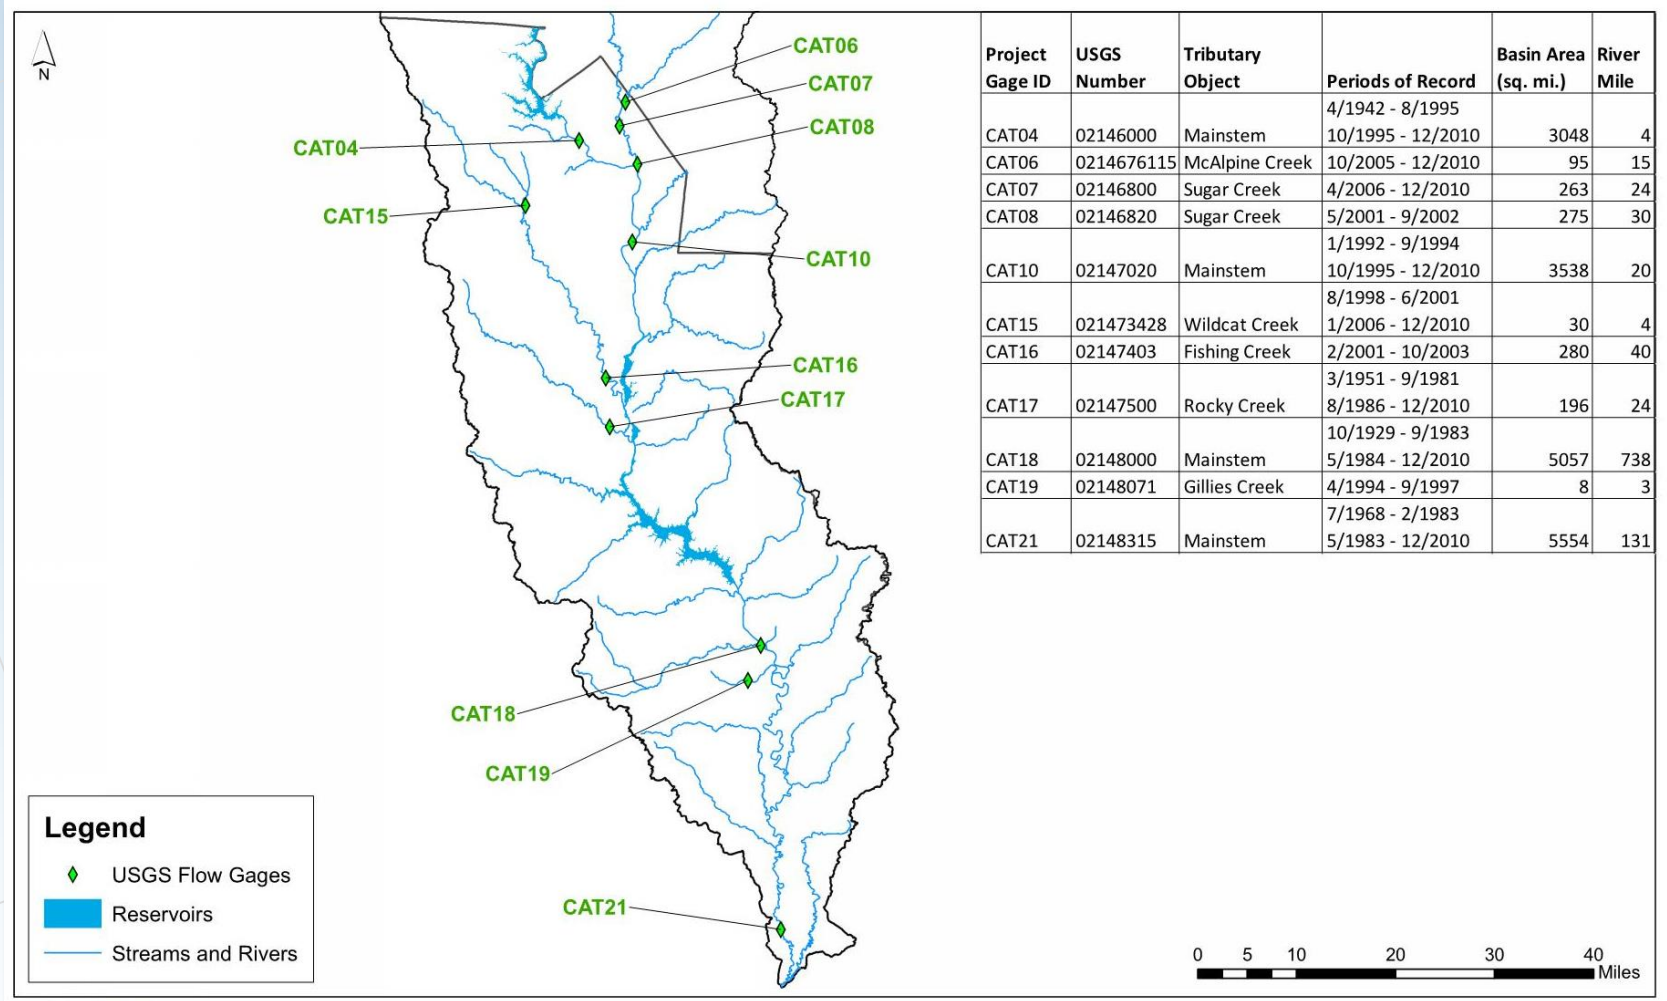 N
CAT06
CAT07
CAT08
CAT04
CAT15
CAT10
CAT16
CAT17
CAT18
CAT19
CAT21
Project Gage ID USGS Number Tributary Object Periods of Record Basin Area (sq. mi.) River Mile
4/1942 - 8/1995
CAT04 02146000 Mainstem 10/1995 - 12/2010 3048 4
CAT06 0214676115 McAlpine Creek 10/2005 - 12/2010 95 15
CAT07 02146800 Sugar Creek 4/2006 - 12/2010 263 24
CAT08 02146820 Sugar Creek 5/2001 - 9/2002 275 30
1/1992 - 9/1994
CAT10 02147020 Mainstem 10/1995 - 12/2010 3538 20
8/1998 - 6/2001
CAT15 021473428 Wildcat Creek 1/2006 - 12/2010 30 4
CAT16 02147403 Fishing Creek 2/2001 - 10/2003 280 40
3/1951 - 9/1981
CAT17 02147500 Rocky Creek 8/1986 - 12/2010 196 24
10/1929 - 9/1983
CAT18 02148000 Mainstem 5/1984 - 12/2010 5057 738
CAT19 02148071 Gillies Creek 4/1994 - 9/1997 8 3
7/1968 - 2/1983
CAT21 02148315 Mainstem 5/1983 - 12/2010 5554 131
Legend
USGS Flow Gages
Reservoirs
Streams and Rivers
0 5 10 20 30 40
Miles